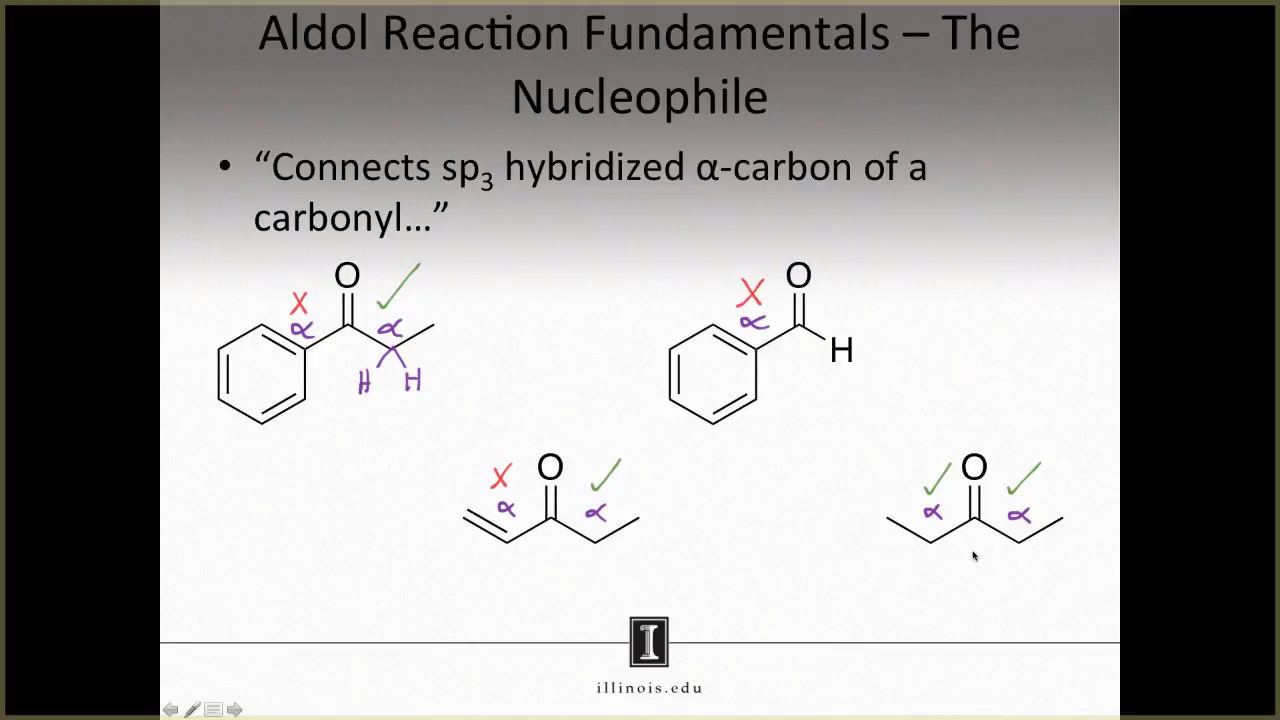 Aldol Reaction Fundamentals – The
Nucleophile
• “Connects sp₃ hybridized α-carbon of a
carbonyl…”
X O ✓
α α
H H
X O
α
H
X O ✓
α α
✓ O ✓
α α
I
illinois.edu